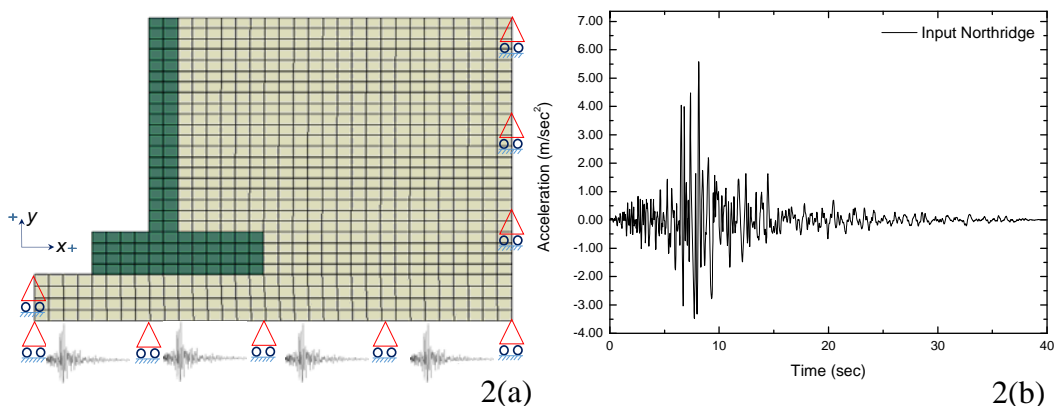 + y
x +
2(a)
7.00
6.00
5.00
4.00
3.00
2.00
1.00
0.00
-1.00
-2.00
-3.00
-4.00
Acceleration (m/sec²)
Input Northridge
0 10 20 30 40
Time (sec)
2(b)